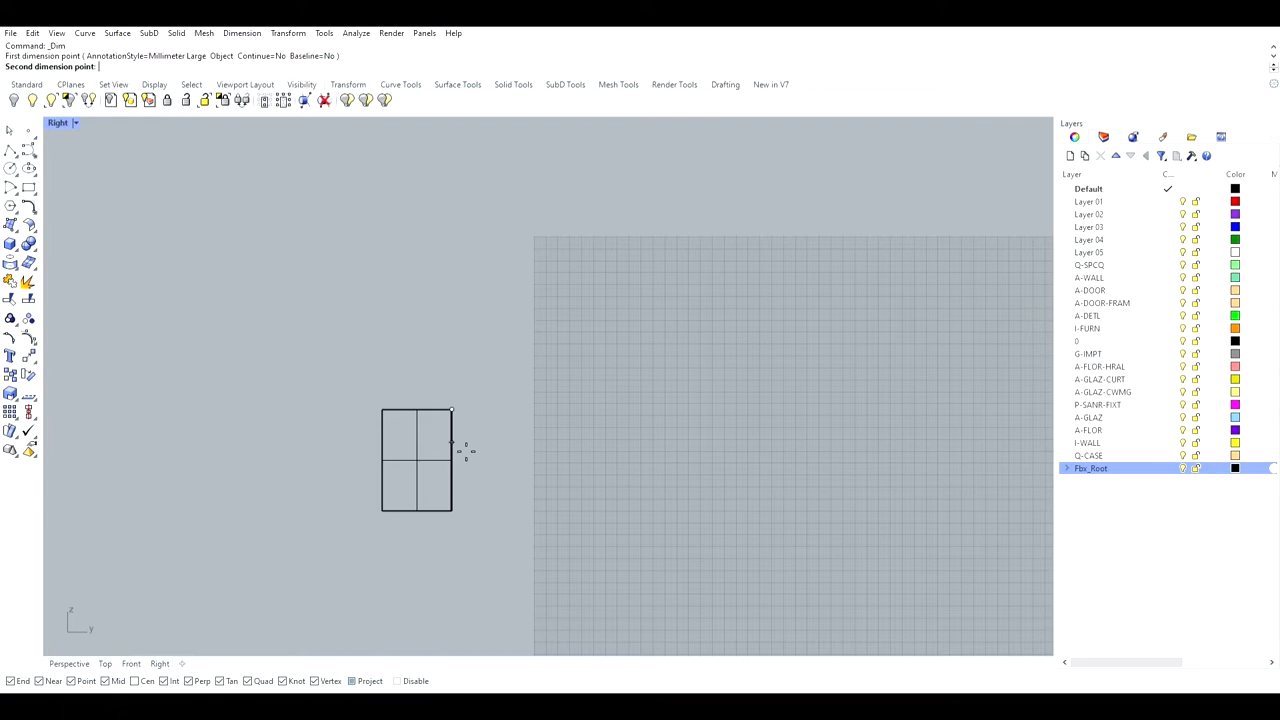 File Edit View Curve Surface SubD Solid Mesh Dimension Transform Tools Analyze Render Panels Help
Command: _Dim
First dimension point ( AnnotationStyle=Millimeter Large Object Continue=No Baseline=No )
Second dimension point:
Standard CPlanes Set View Display Select Viewport Layout Visibility Transform Curve Tools Surface Tools Solid Tools SubD Tools Mesh Tools Render Tools Drafting New in V7
Right
Layers
Layer C... Color M
Default
Layer 01
Layer 02
Layer 03
Layer 04
Layer 05
Q-SPCQ
A-WALL
A-DOOR
A-DOOR-FRAM
A-DETL
I-FURN
0
G-IMPT
A-FLOR-HRAL
A-GLAZ-CURT
A-GLAZ-CWMG
P-SANR-FIXT
A-GLAZ
A-FLOR
I-WALL
Q-CASE
Fbx_Root
z
y
Perspective Top Front Right
End Near Point Mid Cen Int Perp Tan Quad Knot Vertex Project Disable